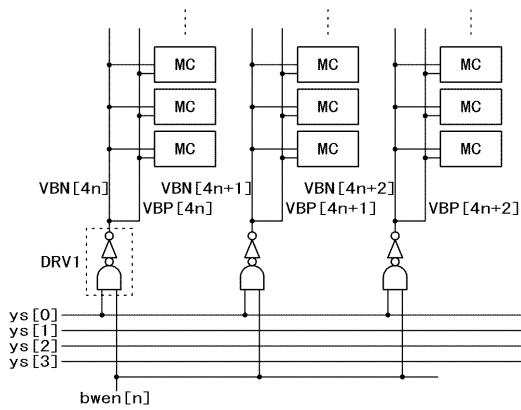 MC MC MC
MC MC MC
MC MC MC
VBN[4n] VBN[4n+1] VBN[4n+2]
VBP[4n] VBP[4n+1] VBP[4n+2]
DRV1
ys[0]
ys[1]
ys[2]
ys[3]
bwen[n]